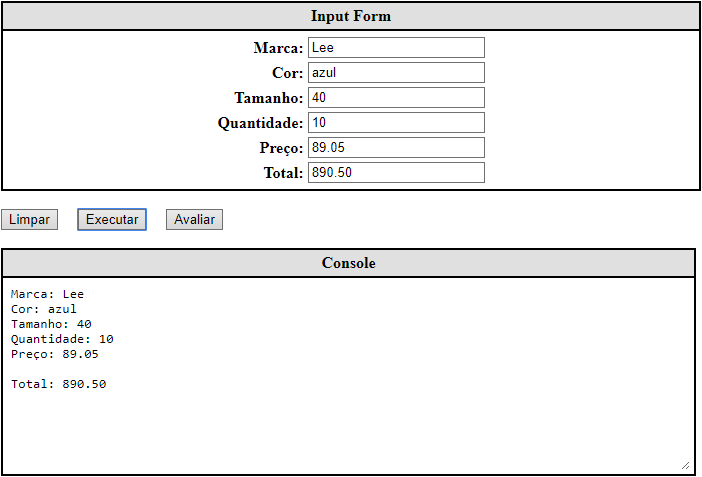 Input Form
Marca: Lee
Cor: azul
Tamanho: 40
Quantidade: 10
Preço: 89.05
Total: 890.50
Limpar Executar Avaliar
Console
Marca: Lee
Cor: azul
Tamanho: 40
Quantidade: 10
Preço: 89.05
Total: 890.50